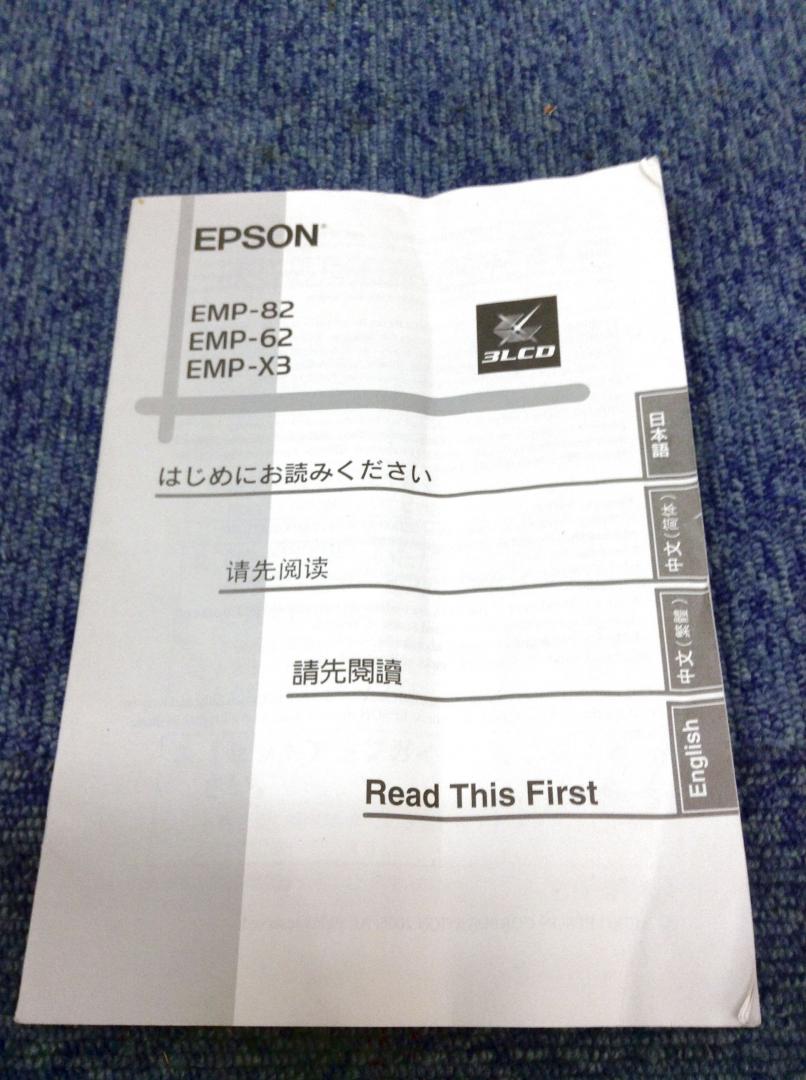 EPSON
EMP-82
EMP-62
EMP-X3
3LCD
日本語
はじめにお読みください
中文(简体)
请先阅读
中文(繁體)
請先閱讀
English
Read This First